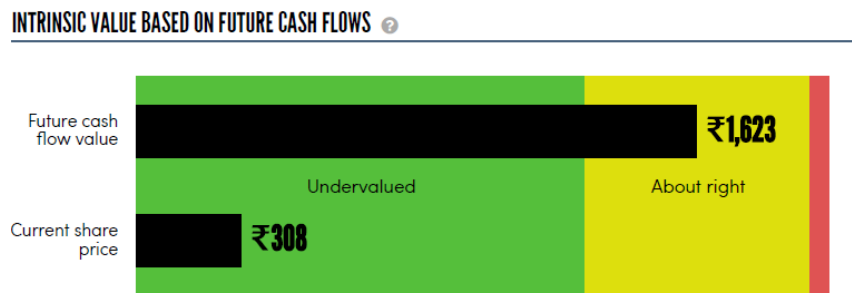 INTRINSIC VALUE BASED ON FUTURE CASH FLOWS ?
Future cash
flow value
₹1,623
Undervalued
About right
Current share
price
₹308